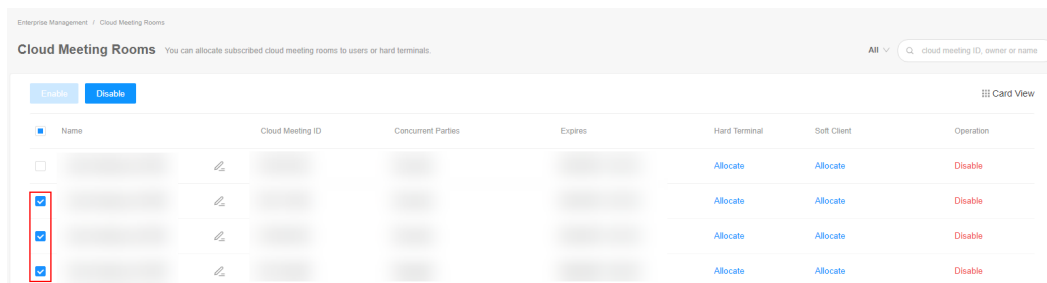 Enterprise Management / Cloud Meeting Rooms
Cloud Meeting Rooms You can allocate subscribed cloud meeting rooms to users or hard terminals. All cloud meeting ID, owner or name
Enable Disable Card View
Name Cloud Meeting ID Concurrent Parties Expires Hard Terminal Soft Client Operation
Allocate Allocate Disable
Allocate Allocate Disable
Allocate Allocate Disable
Allocate Allocate Disable